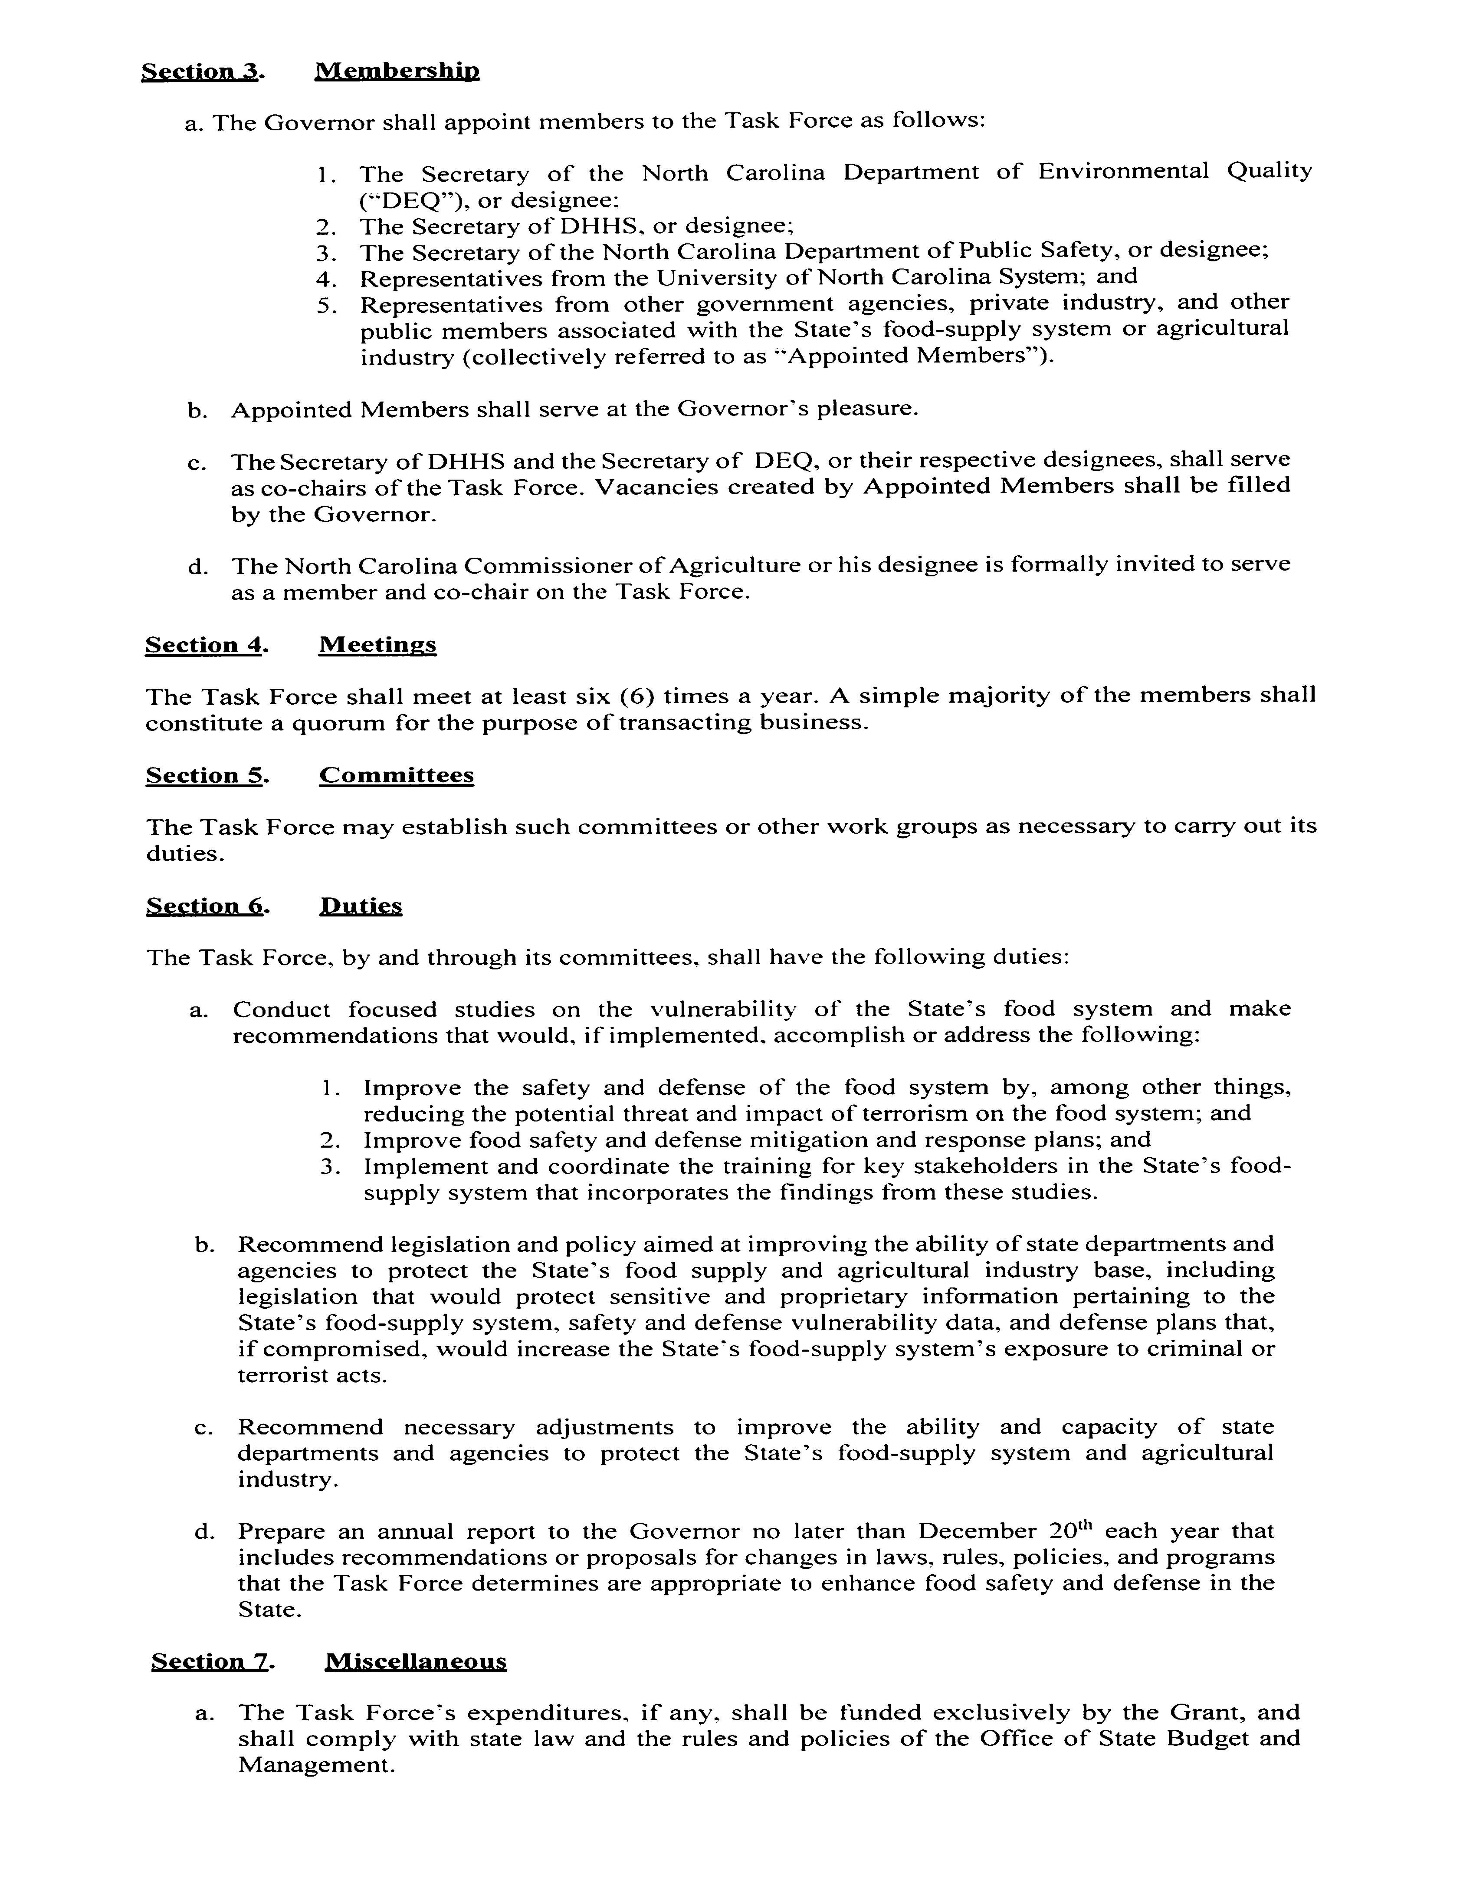 Section 3. Membership
a. The Governor shall appoint members to the Task Force as follows:
1. The Secretary of the North Carolina Department of Environmental Quality
("DEQ"), or designee:
2. The Secretary of DHHS, or designee;
3. The Secretary of the North Carolina Department of Public Safety, or designee;
4. Representatives from the University of North Carolina System; and
5. Representatives from other government agencies, private industry, and other
public members associated with the State's food-supply system or agricultural
industry (collectively referred to as "Appointed Members").
b. Appointed Members shall serve at the Governor's pleasure.
c. The Secretary of DHHS and the Secretary of DEQ, or their respective designees, shall serve
as co-chairs of the Task Force. Vacancies created by Appointed Members shall be filled
by the Governor.
d. The North Carolina Commissioner of Agriculture or his designee is formally invited to serve
as a member and co-chair on the Task Force.
Section 4. Meetings
The Task Force shall meet at least six (6) times a year. A simple majority of the members shall
constitute a quorum for the purpose of transacting business.
Section 5. Committees
The Task Force may establish such committees or other work groups as necessary to carry out its
duties.
Section 6. Duties
The Task Force, by and through its committees, shall have the following duties:
a. Conduct focused studies on the vulnerability of the State's food system and make
recommendations that would, if implemented, accomplish or address the following:
1. Improve the safety and defense of the food system by, among other things,
reducing the potential threat and impact of terrorism on the food system; and
2. Improve food safety and defense mitigation and response plans; and
3. Implement and coordinate the training for key stakeholders in the State's food-
supply system that incorporates the findings from these studies.
b. Recommend legislation and policy aimed at improving the ability of state departments and
agencies to protect the State's food supply and agricultural industry base, including
legislation that would protect sensitive and proprietary information pertaining to the
State's food-supply system, safety and defense vulnerability data, and defense plans that,
if compromised, would increase the State's food-supply system's exposure to criminal or
terrorist acts.
c. Recommend necessary adjustments to improve the ability and capacity of state
departments and agencies to protect the State's food-supply system and agricultural
industry.
d. Prepare an annual report to the Governor no later than December 20th each year that
includes recommendations or proposals for changes in laws, rules, policies, and programs
that the Task Force determines are appropriate to enhance food safety and defense in the
State.
Section 7. Miscellaneous
a. The Task Force's expenditures, if any, shall be funded exclusively by the Grant, and
shall comply with state law and the rules and policies of the Office of State Budget and
Management.